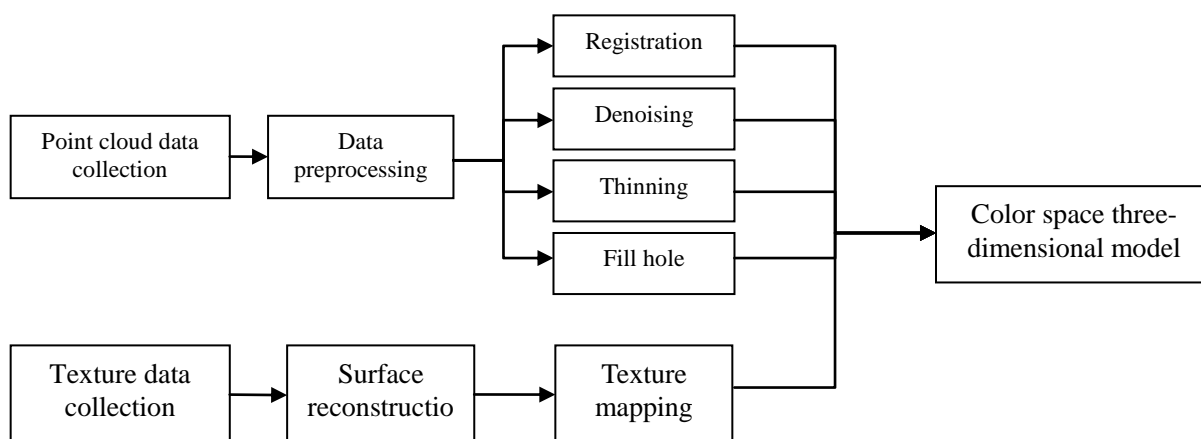 Registration
Denoising
Point cloud data
collection
Data
preprocessing
Thinning
Fill hole
Color space three-
dimensional model
Texture data
collection
Surface
reconstructio
Texture
mapping